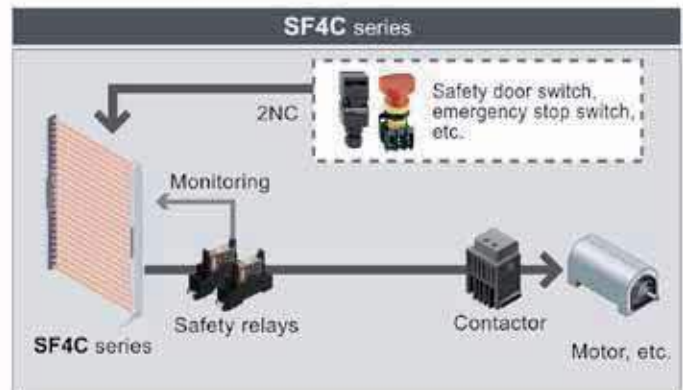 SF4C series
2NC
Safety door switch,
emergency stop switch,
etc.
Monitoring
Safety relays
Contactor
SF4C series
Motor, etc.